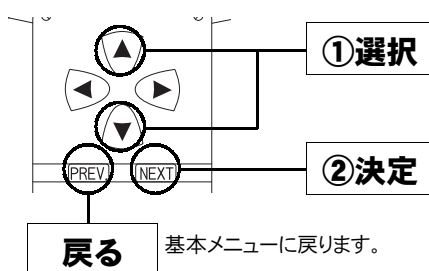 ①選択
PREV.
NEXT
②決定
戻る
基本メニューに戻ります。